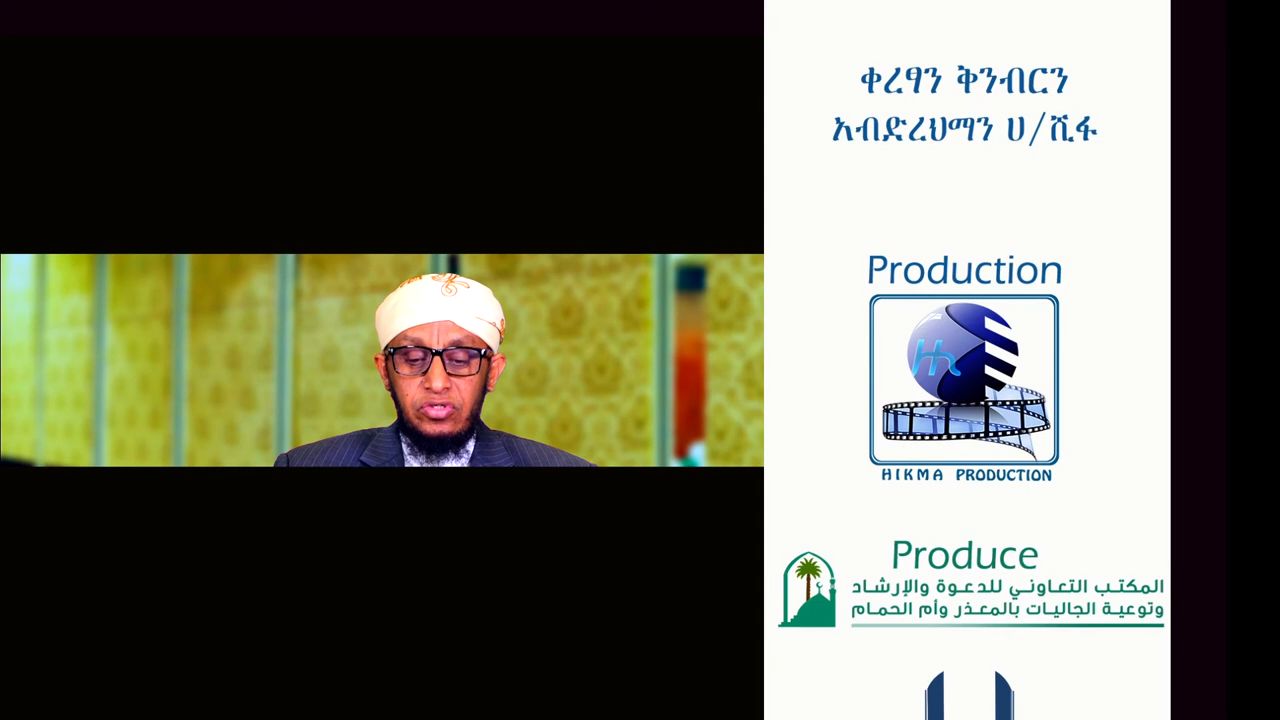 ቀረፃን ቅንብርን
አብድረህማን ሀ/ሺፋ
Production
HIKMA PRODUCTION
Produce
المكتب التعاوني للدعوة والإرشاد
وتوعية الجاليات بالمعذر وأم الحمام